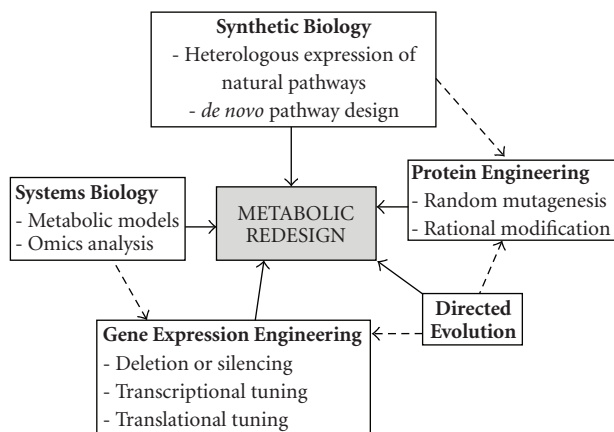 Synthetic Biology
- Heterologous expression of
natural pathways
- de novo pathway design
Systems Biology
- Metabolic models
- Omics analysis
METABOLIC
REDESIGN
Protein Engineering
- Random mutagenesis
- Rational modification
Directed
Evolution
Gene Expression Engineering
- Deletion or silencing
- Transcriptional tuning
- Translational tuning